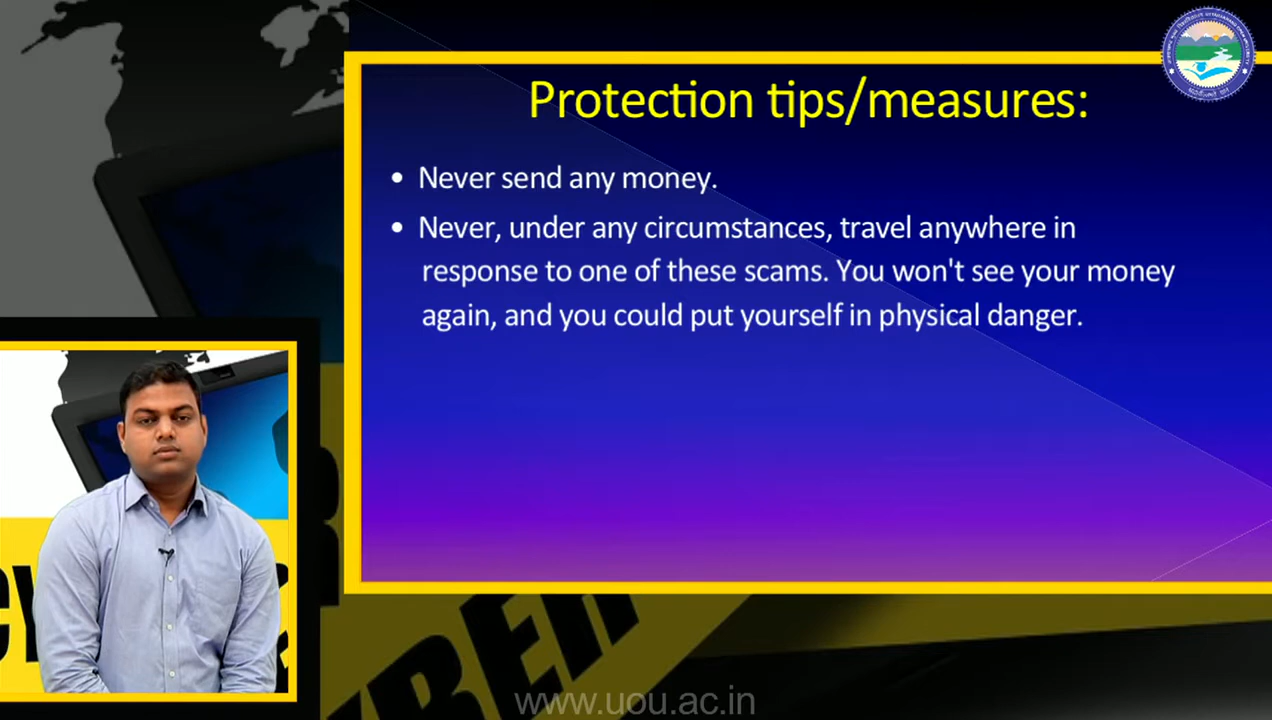 Protection tips/measures:
• Never send any money.
• Never, under any circumstances, travel anywhere in
response to one of these scams. You won't see your money
again, and you could put yourself in physical danger.
BER
www.uou.ac.in